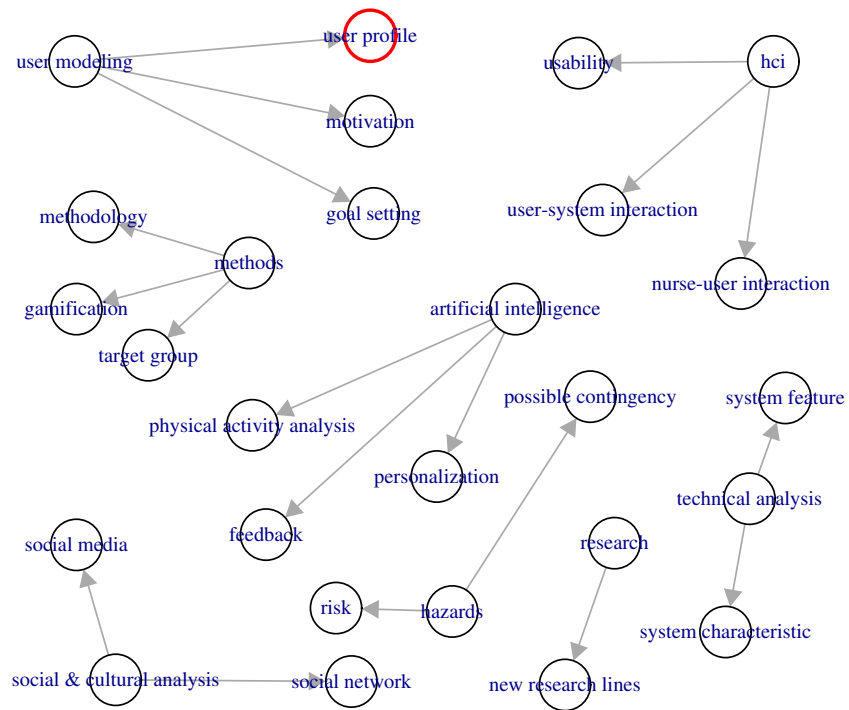 user profile
user modeling
usability
hci
motivation
methodology
goal setting
user-system interaction
methods
nurse-user interaction
gamification
artificial intelligence
target group
possible contingency
system feature
physical activity analysis
personalization
technical analysis
feedback
social media
research
risk
hazards
system characteristic
social & cultural analysis
social network
new research lines